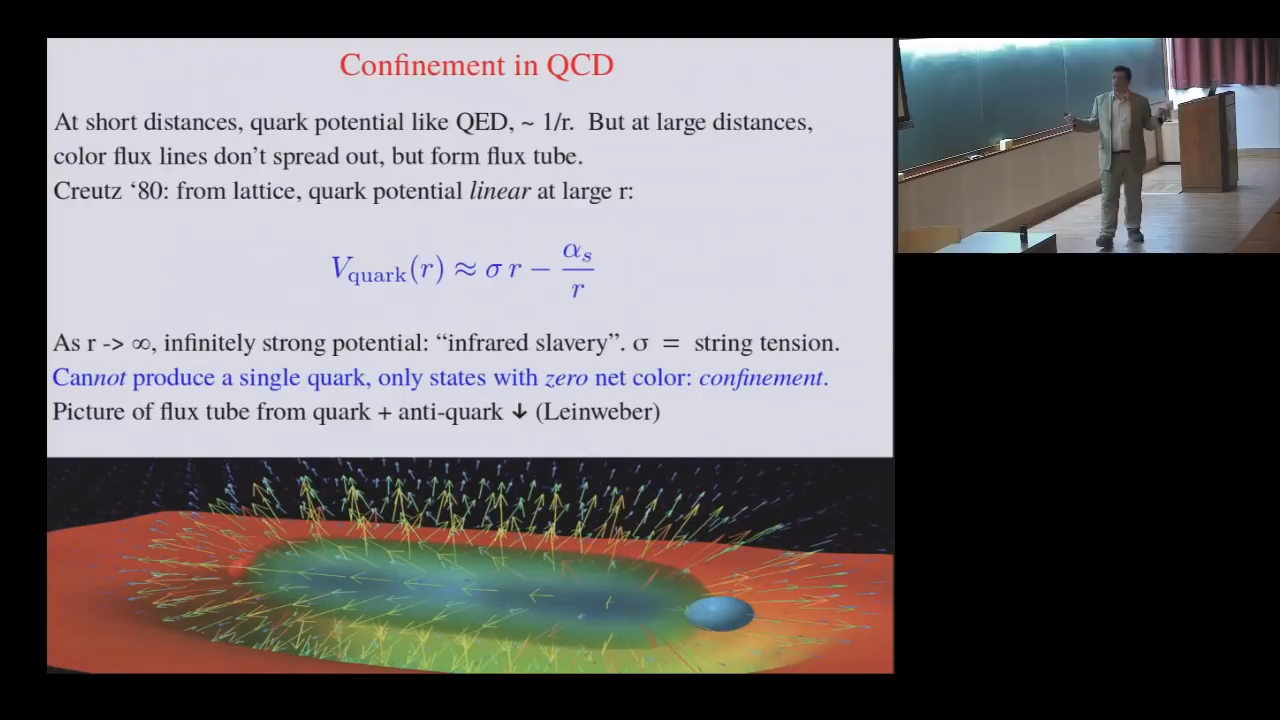 Confinement in QCD
At short distances, quark potential like QED, ~ 1/r. But at large distances,
color flux lines don’t spread out, but form flux tube.
Creutz ‘80: from lattice, quark potential linear at large r:
V_quark(r) ≈ σ r − α_s/r
As r -> ∞, infinitely strong potential: “infrared slavery”. σ = string tension.
Cannot produce a single quark, only states with zero net color: confinement.
Picture of flux tube from quark + anti-quark ↓ (Leinweber)